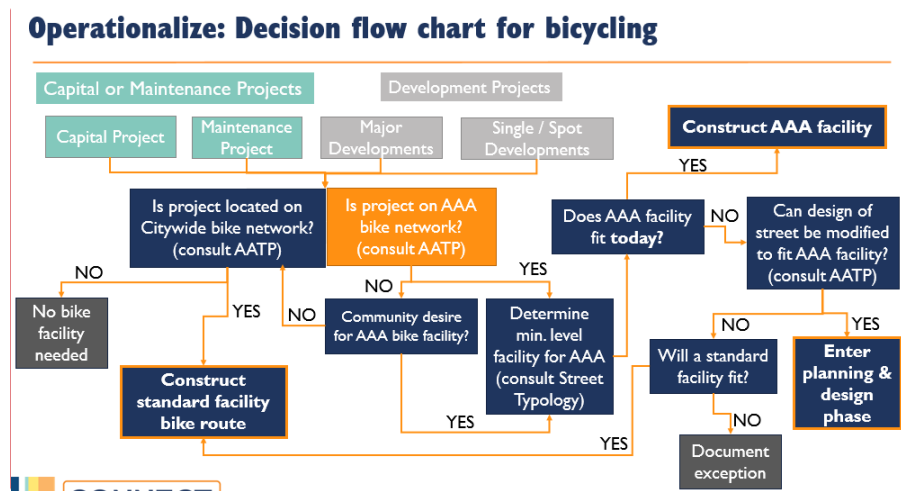 Operationalize: Decision flow chart for bicycling
Capital or Maintenance Projects
Development Projects
Capital Project
Maintenance
Project
Major
Developments
Single / Spot
Developments
Construct AAA facility
YES
Is project located on
Citywide bike network?
(consult AATP)
Is project on AAA
bike network?
(consult AATP)
Does AAA facility
fit today?
NO
Can design of
street be modified
to fit AAA facility?
(consult AATP)
NO
YES
NO
YES
No bike
facility
needed
NO
Community desire
for AAA bike facility?
Determine
min. level
facility for AAA
(consult Street
Typology)
NO
YES
Will a standard
facility fit?
Enter
planning &
design
phase
Construct
standard facility
bike route
YES
YES
NO
Document
exception
CONNECT